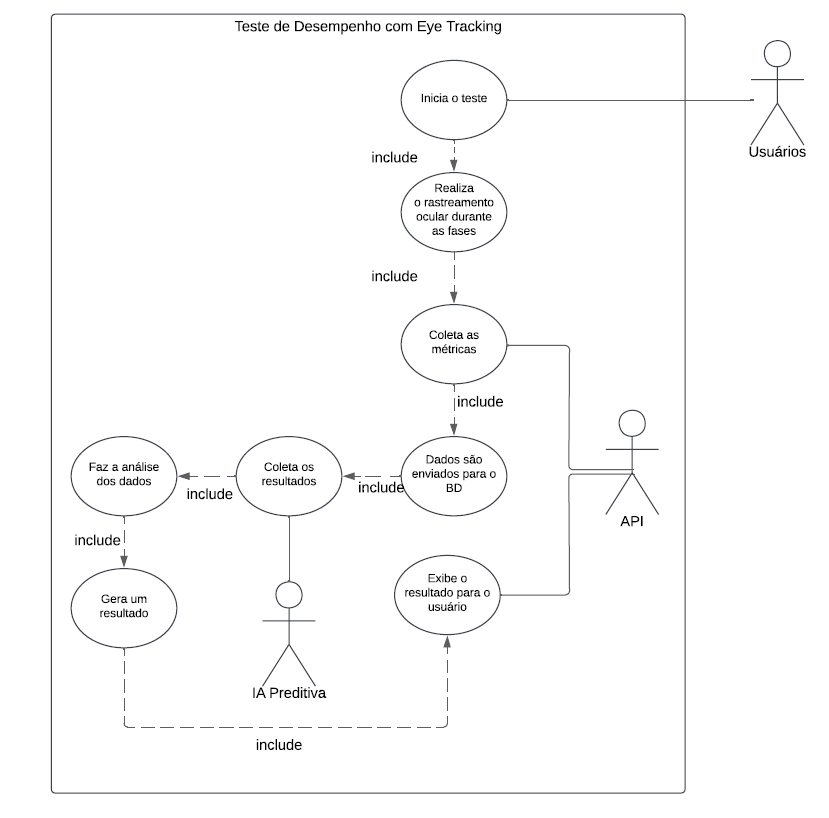 Teste de Desempenho com Eye Tracking
Inicia o teste
Usuários
include
Realiza
o rastreamento
ocular durante
as fases
include
Coleta as
métricas
include
Faz a análise
dos dados
include
Coleta os
resultados
include
Dados são
enviados para o
BD
API
include
Gera um
resultado
Exibe o
resultado para o
usuário
IA Preditiva
include